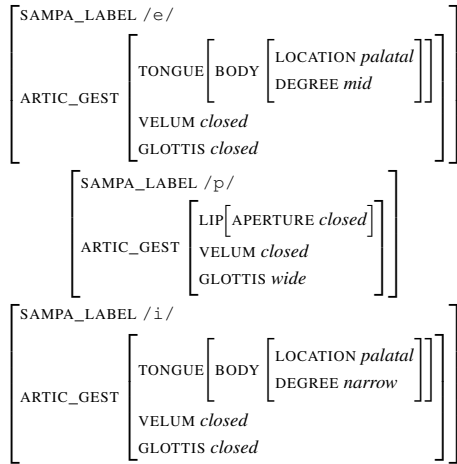 SAMPA_LABEL /e/
ARTIC_GEST TONGUE BODY LOCATION palatal
DEGREE mid
VELUM closed
GLOTTIS closed
SAMPA_LABEL /p/
ARTIC_GEST LIP APERTURE closed
VELUM closed
GLOTTIS wide
SAMPA_LABEL /i/
ARTIC_GEST TONGUE BODY LOCATION palatal
DEGREE narrow
VELUM closed
GLOTTIS closed